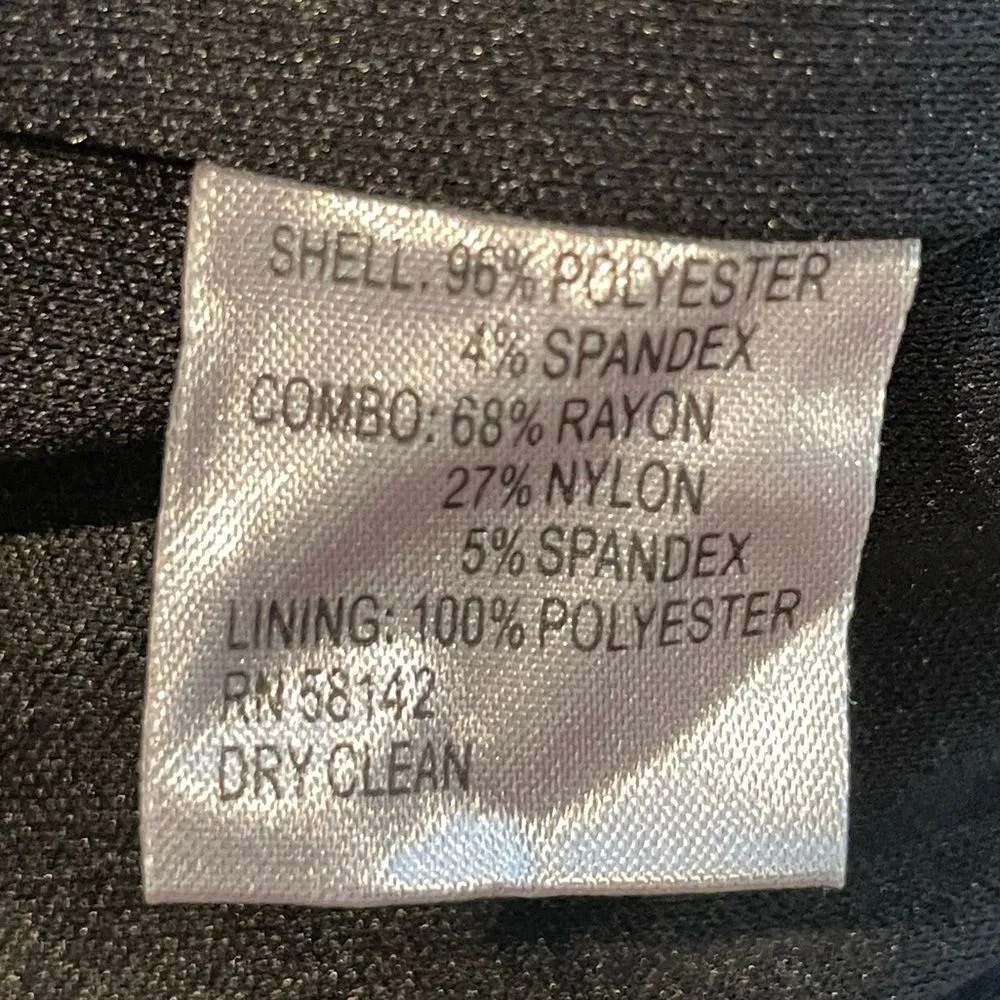 SHELL: 96% POLYESTER
4% SPANDEX
COMBO: 68% RAYON
27% NYLON
5% SPANDEX
LINING: 100% POLYESTER
RN 58142
DRY CLEAN